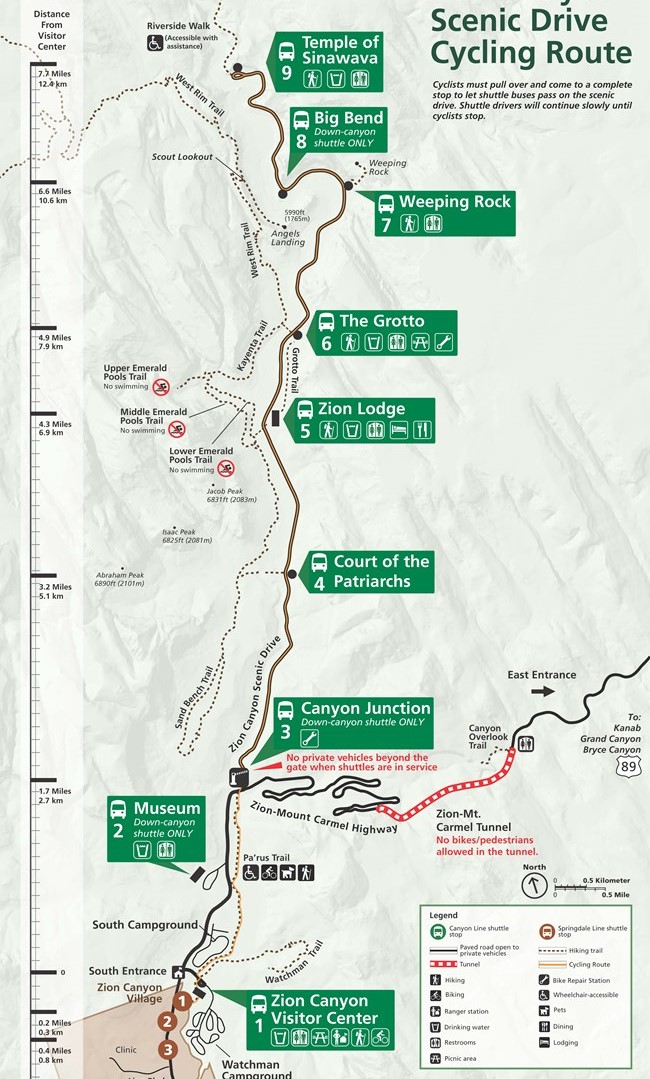 Scenic Drive
Cycling Route
Cyclists must pull over and come to a complete
stop to let shuttle buses pass on the scenic
drive. Shuttle drivers will continue slowly until
cyclists stop.
Distance
From
Visitor
Center
7.7 Miles
12.4 km
6.6 Miles
10.6 km
4.9 Miles
7.9 km
4.3 Miles
6.9 km
3.2 Miles
5.1 km
1.7 Miles
2.7 km
0
0.2 Miles
0.3 km
0.4 Miles
0.8 km
Riverside Walk
(Accessible with
assistance)
Temple of
Sinawava
9
West Rim Trail
Big Bend
Down-canyon
shuttle ONLY
8
Scout Lookout
Weeping
Rock
Weeping Rock
7
5990ft
(1765m)
Angels
Landing
West Rim Trail
The Grotto
6
Kayenta Trail
Grotto Trail
Upper Emerald
Pools Trail
No swimming
Middle Emerald
Pools Trail
No swimming
Lower Emerald
Pools Trail
No swimming
Zion Lodge
5
Jacob Peak
6831ft (2083m)
Isaac Peak
6825ft (2081m)
Abraham Peak
6890ft (2101m)
Court of the
Patriarchs
4
Sand Bench Trail
Zion Canyon Scenic Drive
East Entrance
Canyon Junction
Down-canyon shuttle ONLY
3
No private vehicles beyond the
gate when shuttles are in service
Canyon
Overlook
Trail
To:
Kanab
Grand Canyon
Bryce Canyon
89
Zion-Mount Carmel Highway
Zion-Mt.
Carmel Tunnel
No bikes/pedestrians
allowed in the tunnel.
Museum
Down-canyon
shuttle ONLY
2
Pa'rus Trail
North
0
0.5 Kilometer
0
0.5 Mile
South Campground
Watchman Trail
South Entrance
Zion Canyon
Village
1
2
3
Clinic
Zion Canyon
Visitor Center
1
Watchman
Campground
Legend
Canyon Line shuttle
stop
Springdale Line shuttle
stop
Paved road open to
private vehicles
Hiking trail
Tunnel
Cycling Route
Hiking
Bike Repair Station
Biking
Wheelchair-accessible
Ranger station
Pets
Drinking water
Dining
Restrooms
Lodging
Picnic area